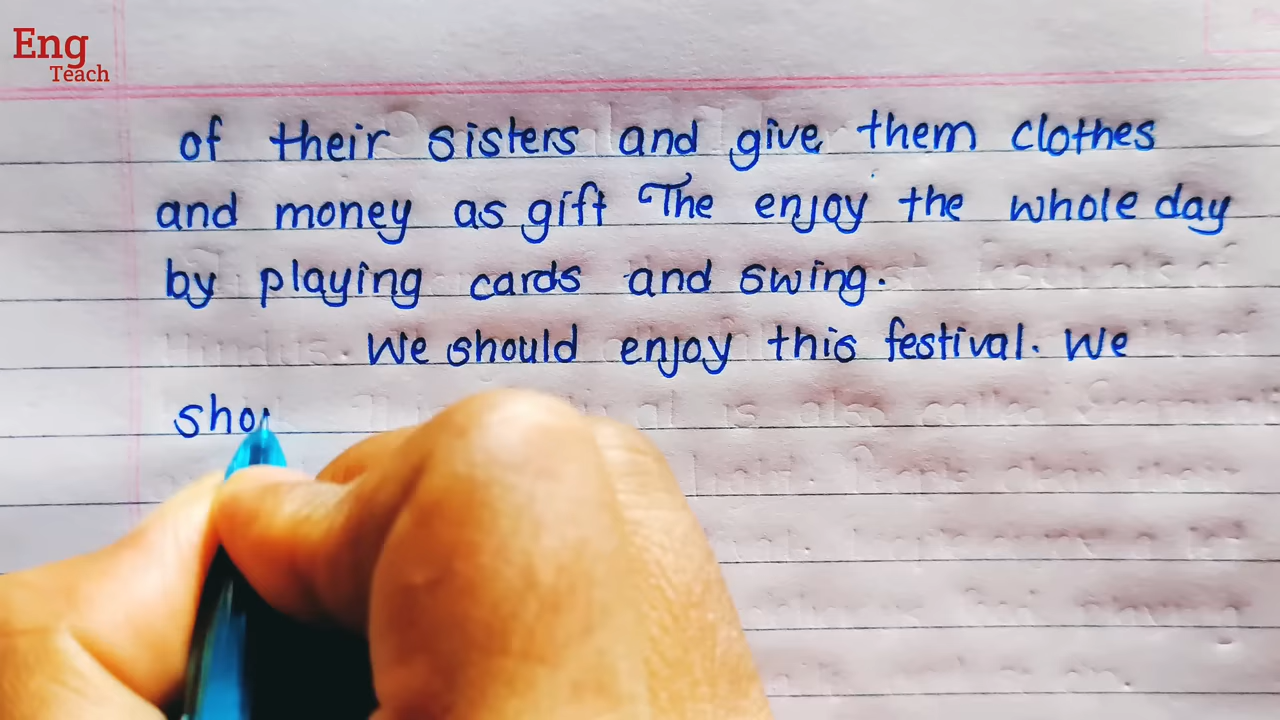 Eng
Teach
of their sisters and give them clothes
and money as gift The enjoy the whole day
by playing cards and swing.
We should enjoy this festival. We
sho